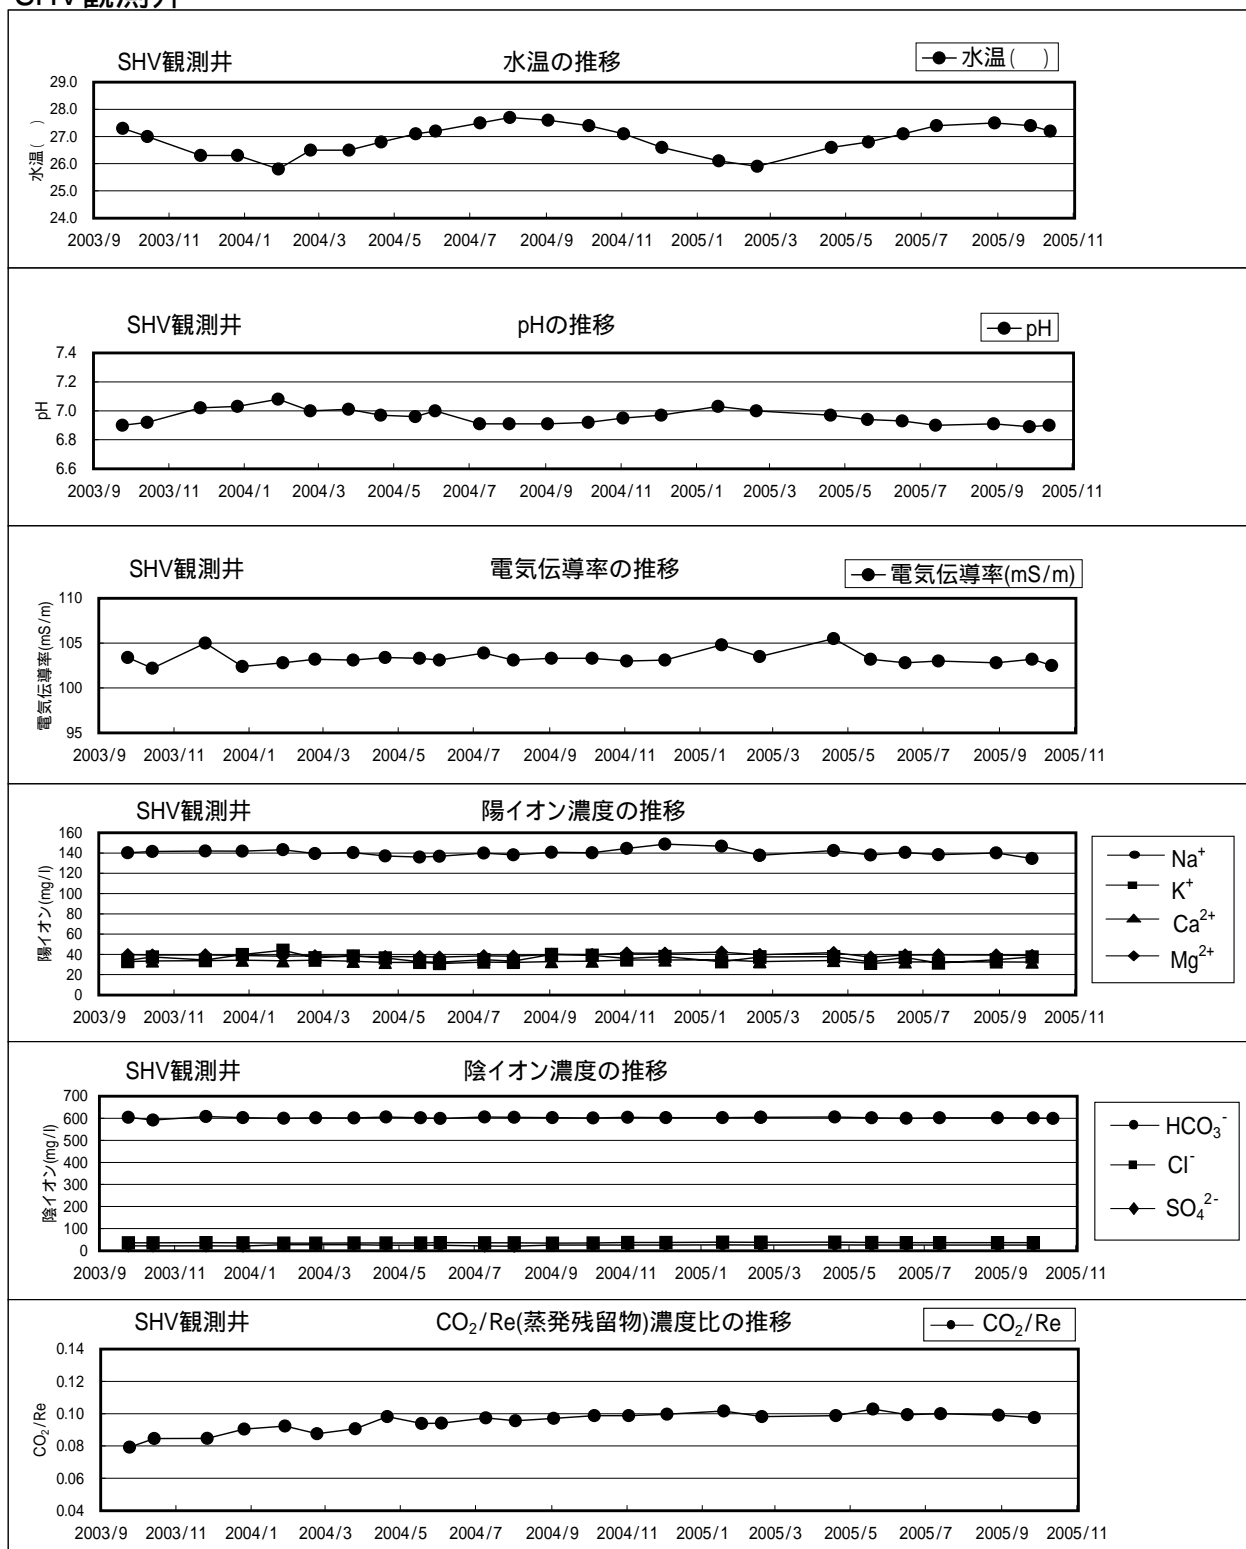 SHV観測井
SHV観測井 水温の推移
水温( )
水温( )
29.0
28.0
27.0
26.0
25.0
24.0
2003/9 2003/11 2004/1 2004/3 2004/5 2004/7 2004/9 2004/11 2005/1 2005/3 2005/5 2005/7 2005/9 2005/11
SHV観測井 pHの推移
pH
pH
7.4
7.2
7.0
6.8
6.6
2003/9 2003/11 2004/1 2004/3 2004/5 2004/7 2004/9 2004/11 2005/1 2005/3 2005/5 2005/7 2005/9 2005/11
SHV観測井 電気伝導率の推移
電気伝導率(mS/m)
電気伝導率(mS/m)
110
105
100
95
2003/9 2003/11 2004/1 2004/3 2004/5 2004/7 2004/9 2004/11 2005/1 2005/3 2005/5 2005/7 2005/9 2005/11
SHV観測井 陽イオン濃度の推移
陽イオン(mg/l)
160
140
120
100
80
60
40
20
0
2003/9 2003/11 2004/1 2004/3 2004/5 2004/7 2004/9 2004/11 2005/1 2005/3 2005/5 2005/7 2005/9 2005/11
Na⁺
K⁺
Ca²⁺
Mg²⁺
SHV観測井 陰イオン濃度の推移
陰イオン(mg/l)
700
600
500
400
300
200
100
0
2003/9 2003/11 2004/1 2004/3 2004/5 2004/7 2004/9 2004/11 2005/1 2005/3 2005/5 2005/7 2005/9 2005/11
HCO₃⁻
Cl⁻
SO₄²⁻
SHV観測井 CO₂/Re(蒸発残留物)濃度比の推移
CO₂/Re
CO₂/Re
0.14
0.12
0.10
0.08
0.06
0.04
2003/9 2003/11 2004/1 2004/3 2004/5 2004/7 2004/9 2004/11 2005/1 2005/3 2005/5 2005/7 2005/9 2005/11